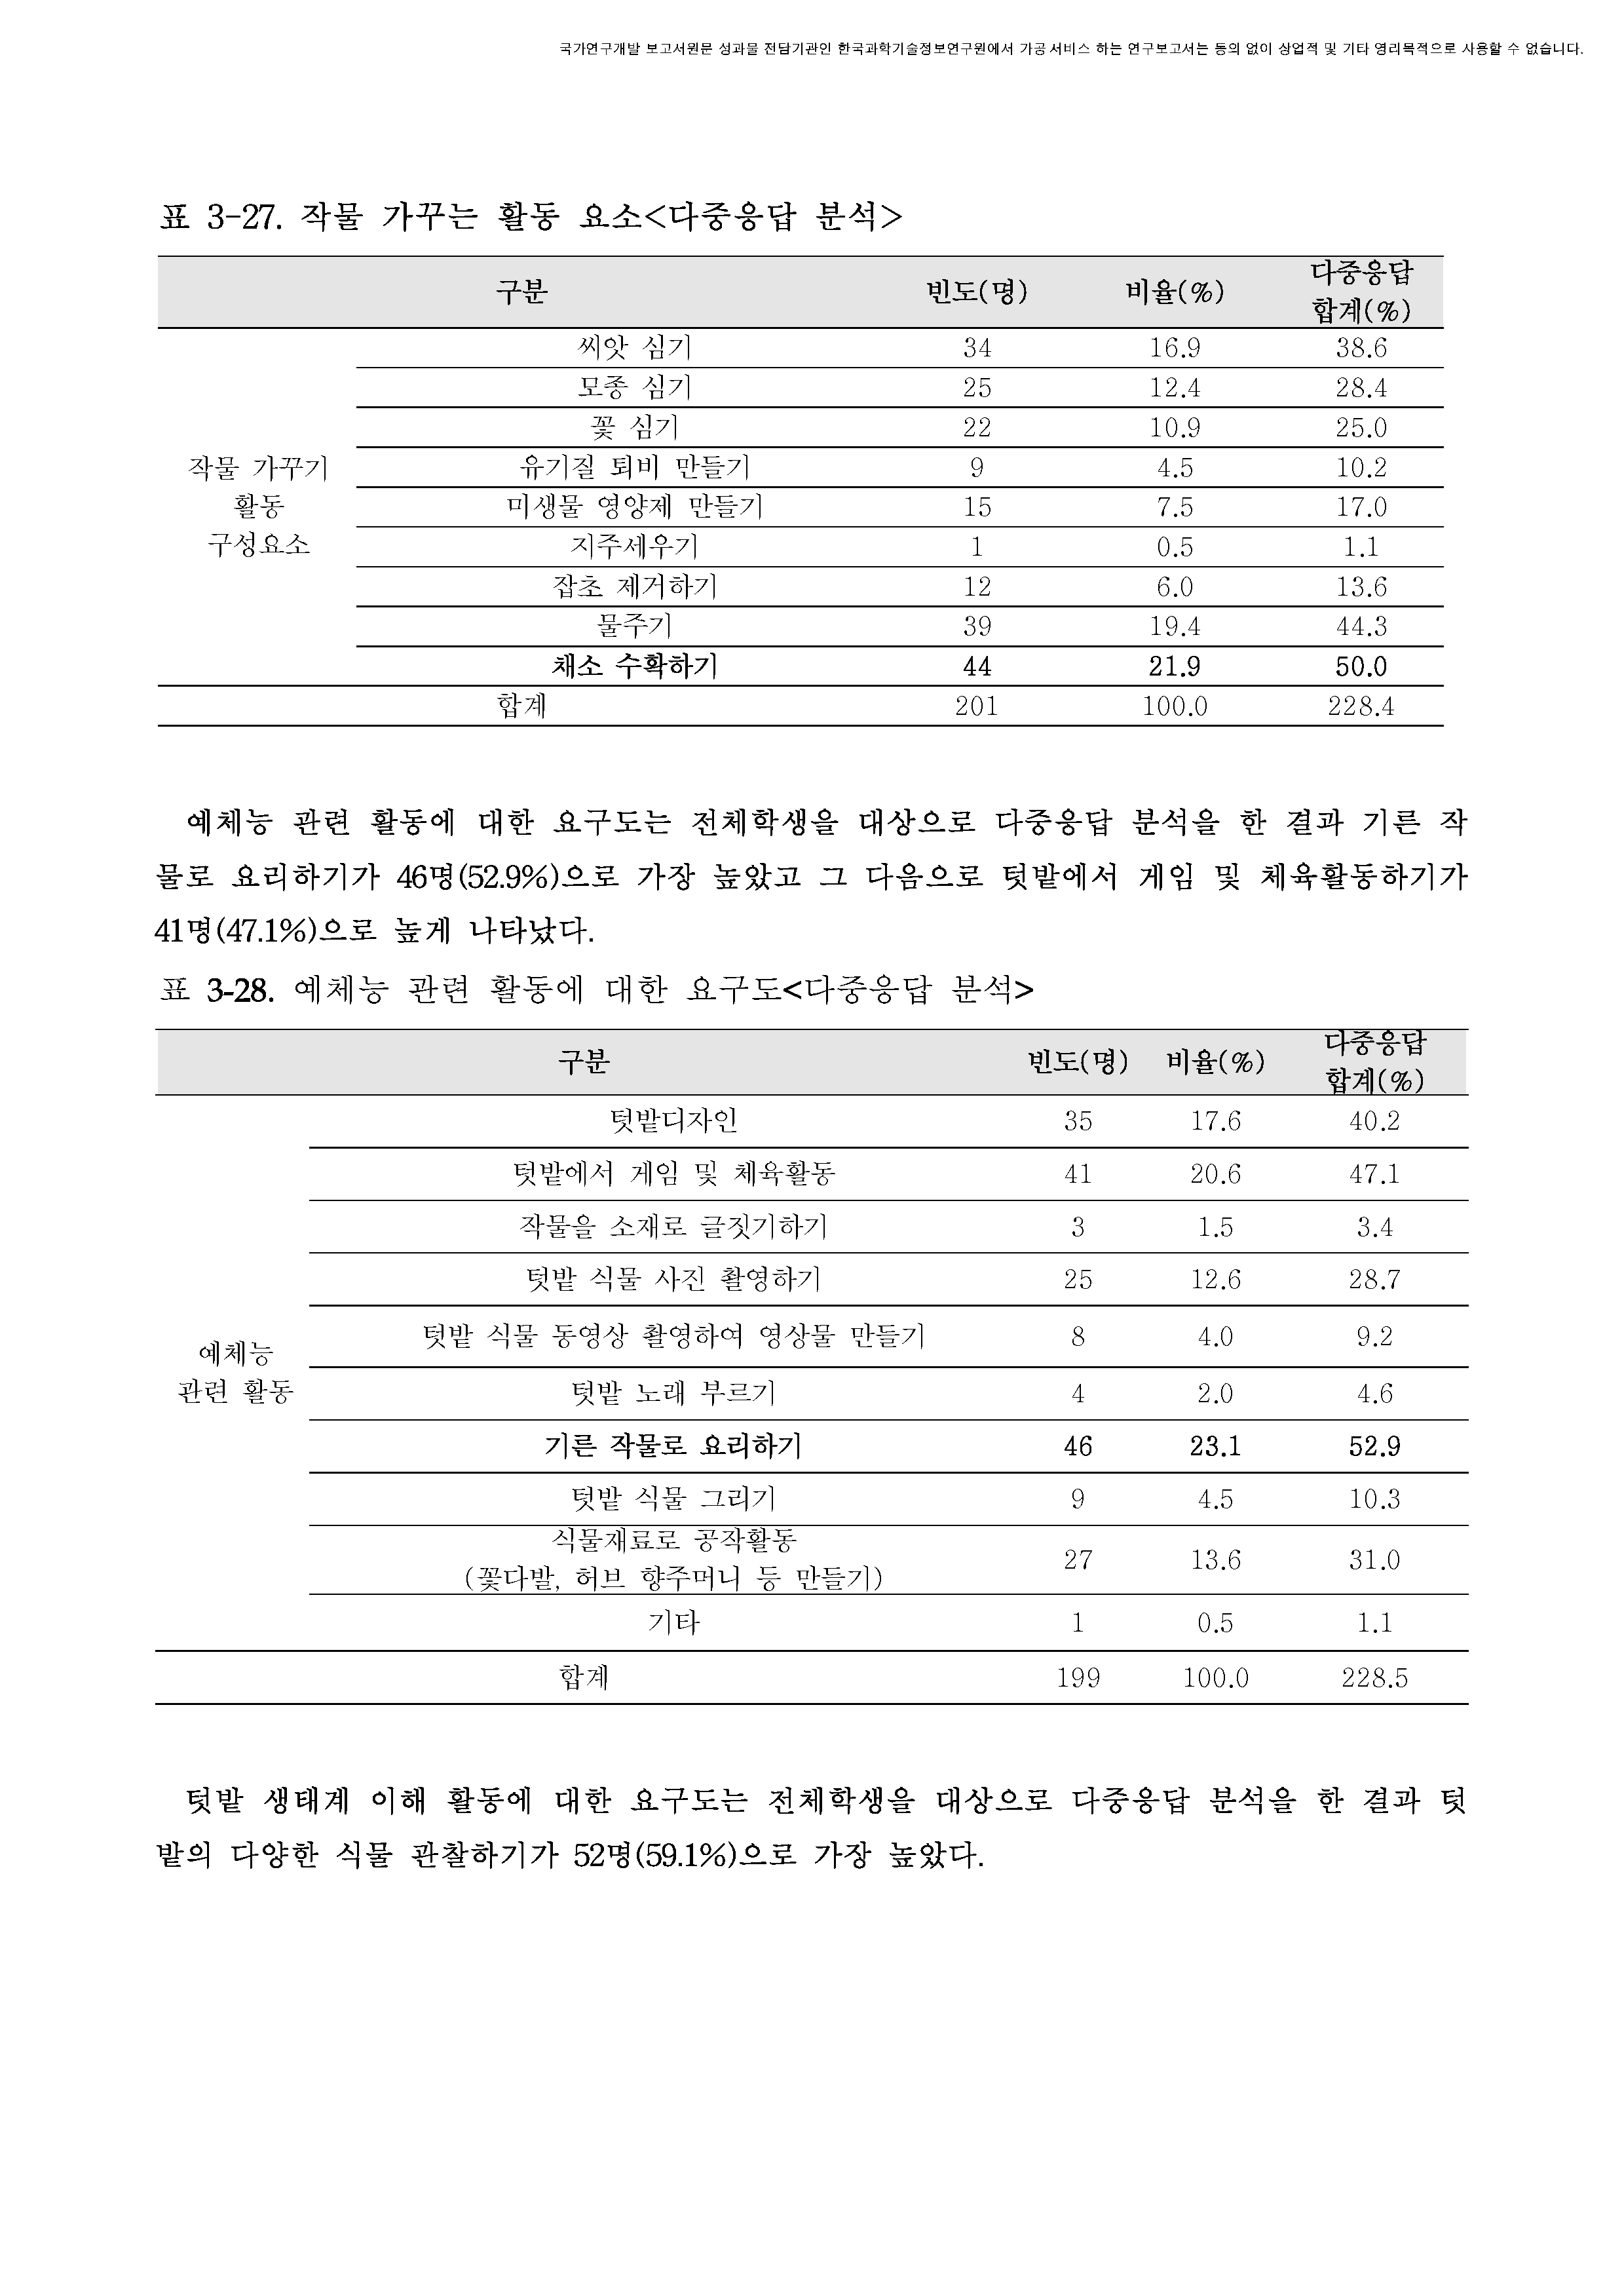 국가연구개발 보고서원문 성과물 전담기관인 한국과학기술정보연구원에서 가공·서비스 하는 연구보고서는 동의 없이 상업적 및 기타 영리목적으로 사용할 수 없습니다.
표 3-27. 작물 가꾸는 활동 요소<다중응답 분석>
구분 빈도(명) 비율(%) 다중응답
합계(%)
씨앗 심기 34 16.9 38.6
모종 심기 25 12.4 28.4
꽃 심기 22 10.9 25.0
작물 가꾸기 유기질 퇴비 만들기 9 4.5 10.2
활동 미생물 영양제 만들기 15 7.5 17.0
구성요소 지주세우기 1 0.5 1.1
잡초 제거하기 12 6.0 13.6
물주기 39 19.4 44.3
채소 수확하기 44 21.9 50.0
합계 201 100.0 228.4
예체능 관련 활동에 대한 요구도는 전체학생을 대상으로 다중응답 분석을 한 결과 기른 작
물로 요리하기가 46명(52.9%)으로 가장 높았고 그 다음으로 텃밭에서 게임 및 체육활동하기가
41명(47.1%)으로 높게 나타났다.
표 3-28. 예체능 관련 활동에 대한 요구도<다중응답 분석>
구분 빈도(명) 비율(%) 다중응답
합계(%)
텃밭디자인 35 17.6 40.2
텃밭에서 게임 및 체육활동 41 20.6 47.1
작물을 소재로 글짓기하기 3 1.5 3.4
텃밭 식물 사진 촬영하기 25 12.6 28.7
텃밭 식물 동영상 촬영하여 영상물 만들기 8 4.0 9.2
예체능
관련 활동 텃밭 노래 부르기 4 2.0 4.6
기른 작물로 요리하기 46 23.1 52.9
텃밭 식물 그리기 9 4.5 10.3
식물재료로 공작활동
(꽃다발, 허브 향주머니 등 만들기) 27 13.6 31.0
기타 1 0.5 1.1
합계 199 100.0 228.5
텃밭 생태계 이해 활동에 대한 요구도는 전체학생을 대상으로 다중응답 분석을 한 결과 텃
밭의 다양한 식물 관찰하기가 52명(59.1%)으로 가장 높았다.